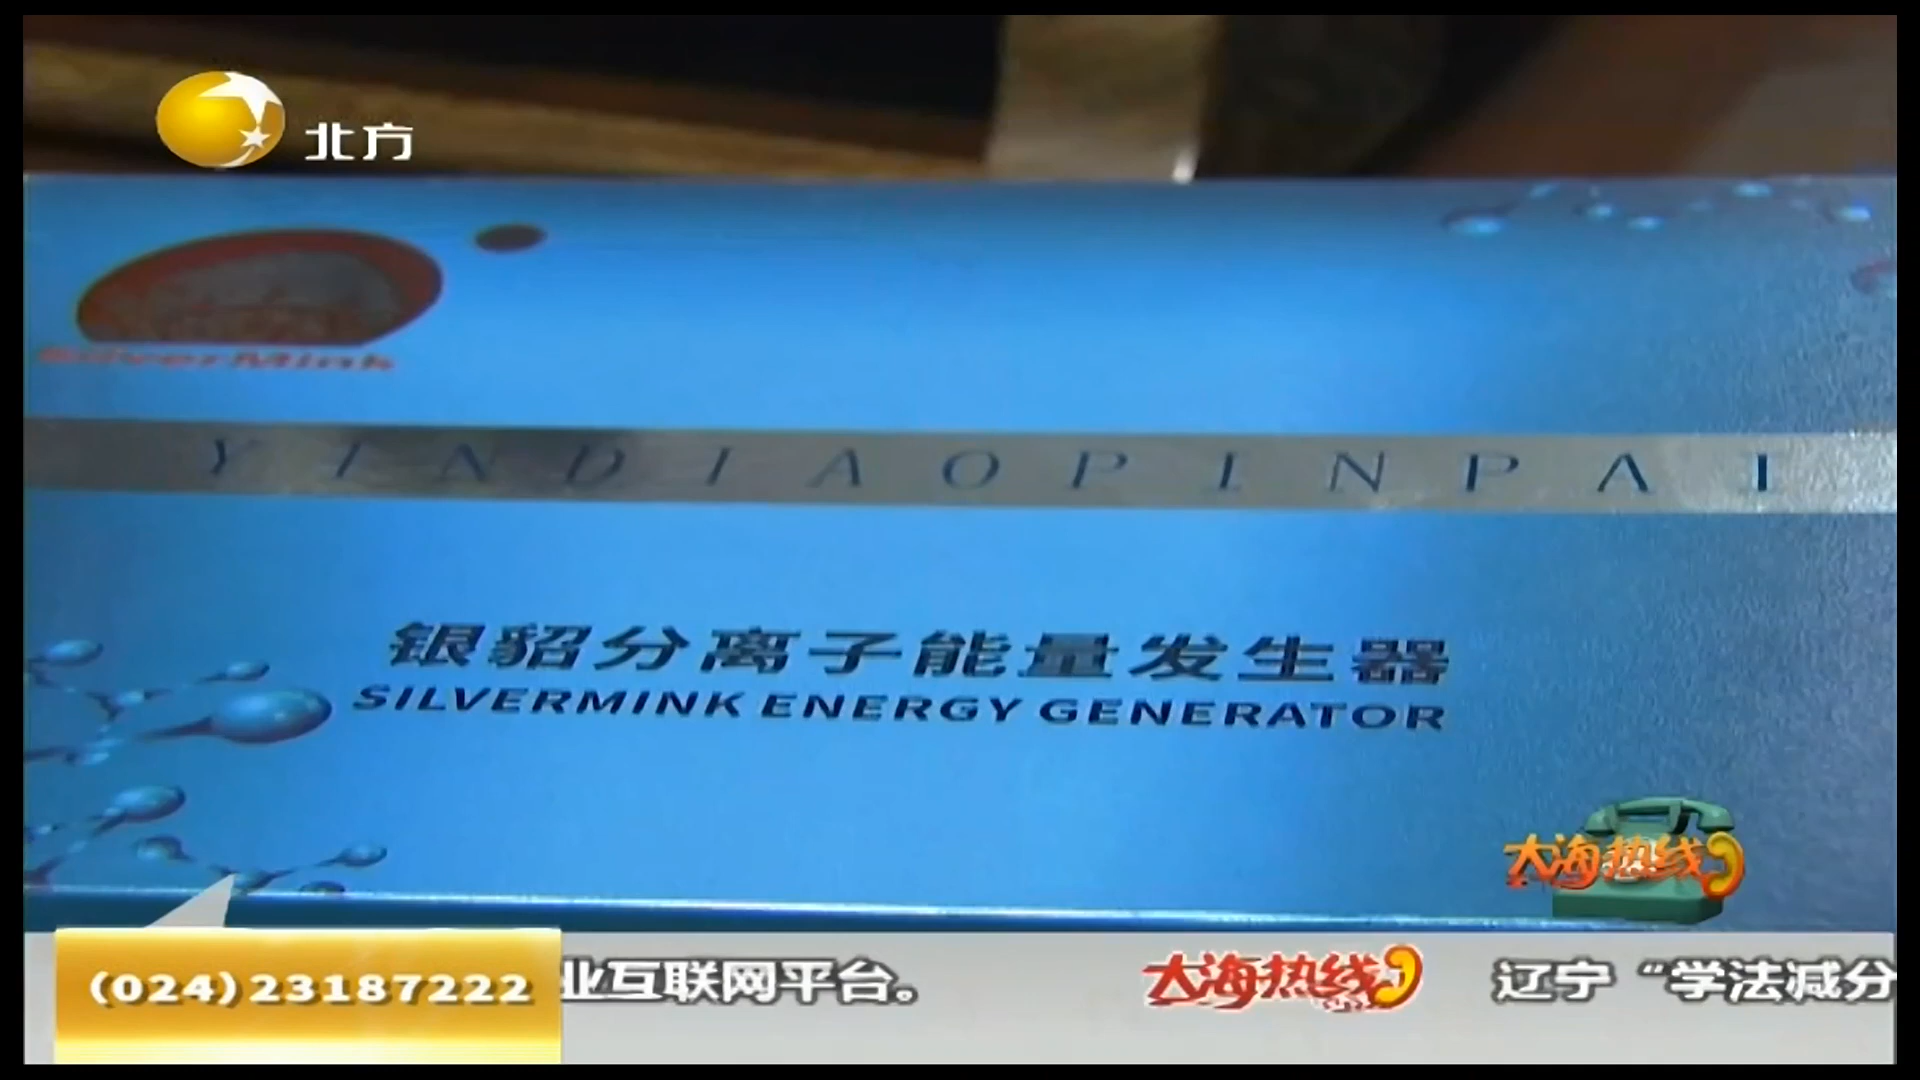 北方
SilverMink
YINDIAOPINPAI
银貂分离子能量发生器
SILVERMINK ENERGY GENERATOR
大海热线
(024)23187222
业互联网平台。
大海热线
辽宁“学法减分